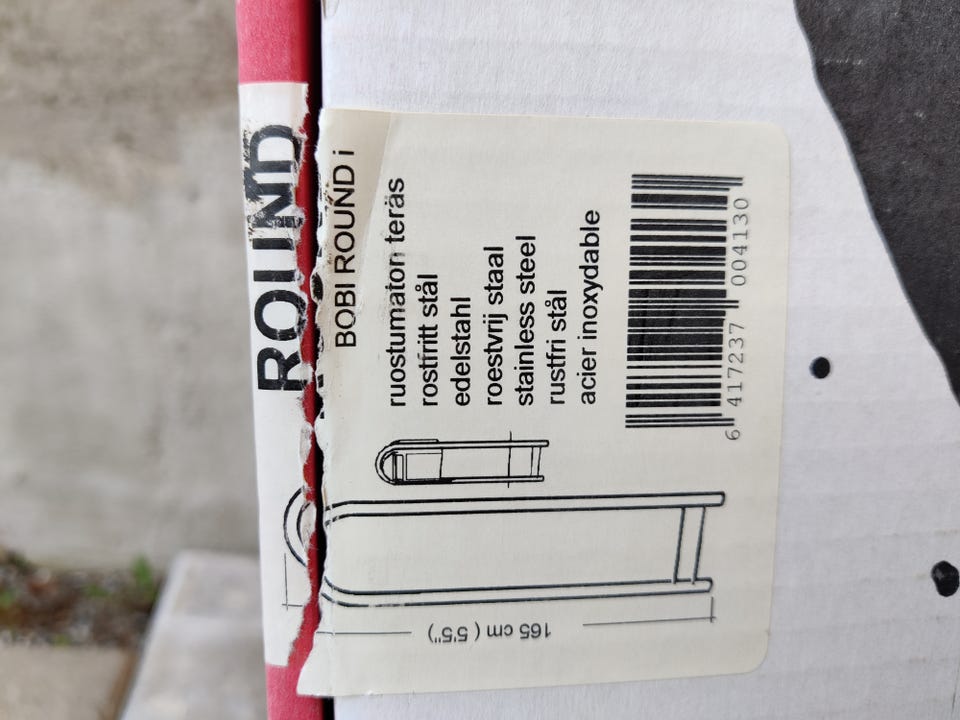 ROUND
BOBI ROUND i
ruostumaton teräs
rostfritt stål
edelstahl
roestvrij staal
stainless steel
rustfri stål
acier inoxydable
6 417237 004130
165 cm ( 5'5")